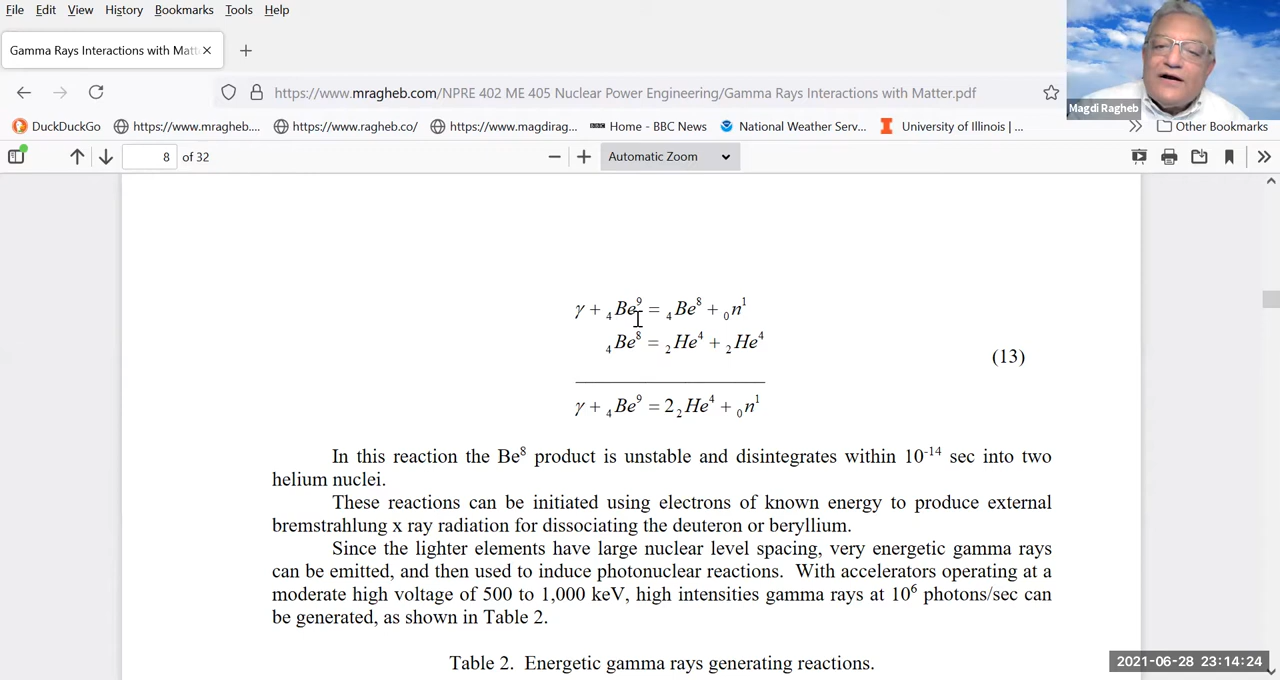 File Edit View History Bookmarks Tools Help
Gamma Rays Interactions with Matt
https://www.mragheb.com/NPRE 402 ME 405 Nuclear Power Engineering/Gamma Rays Interactions with Matter.pdf
Magdi Ragheb
DuckDuckGo https://www.mragheb.... https://www.ragheb.co/ https://www.magdirag... Home - BBC News National Weather Serv... University of Illinois |... Other Bookmarks
8 of 32 Automatic Zoom
γ + ₄Be⁹ = ₄Be⁸ + ₀n¹
₄Be⁸ = ₂He⁴ + ₂He⁴
(13)
γ + ₄Be⁹ = 2₂He⁴ + ₀n¹
In this reaction the Be⁸ product is unstable and disintegrates within 10⁻¹⁴ sec into two
helium nuclei.
These reactions can be initiated using electrons of known energy to produce external
bremstrahlung x ray radiation for dissociating the deuteron or beryllium.
Since the lighter elements have large nuclear level spacing, very energetic gamma rays
can be emitted, and then used to induce photonuclear reactions. With accelerators operating at a
moderate high voltage of 500 to 1,000 keV, high intensities gamma rays at 10⁶ photons/sec can
be generated, as shown in Table 2.
Table 2. Energetic gamma rays generating reactions.
2021-06-28 23:14:24